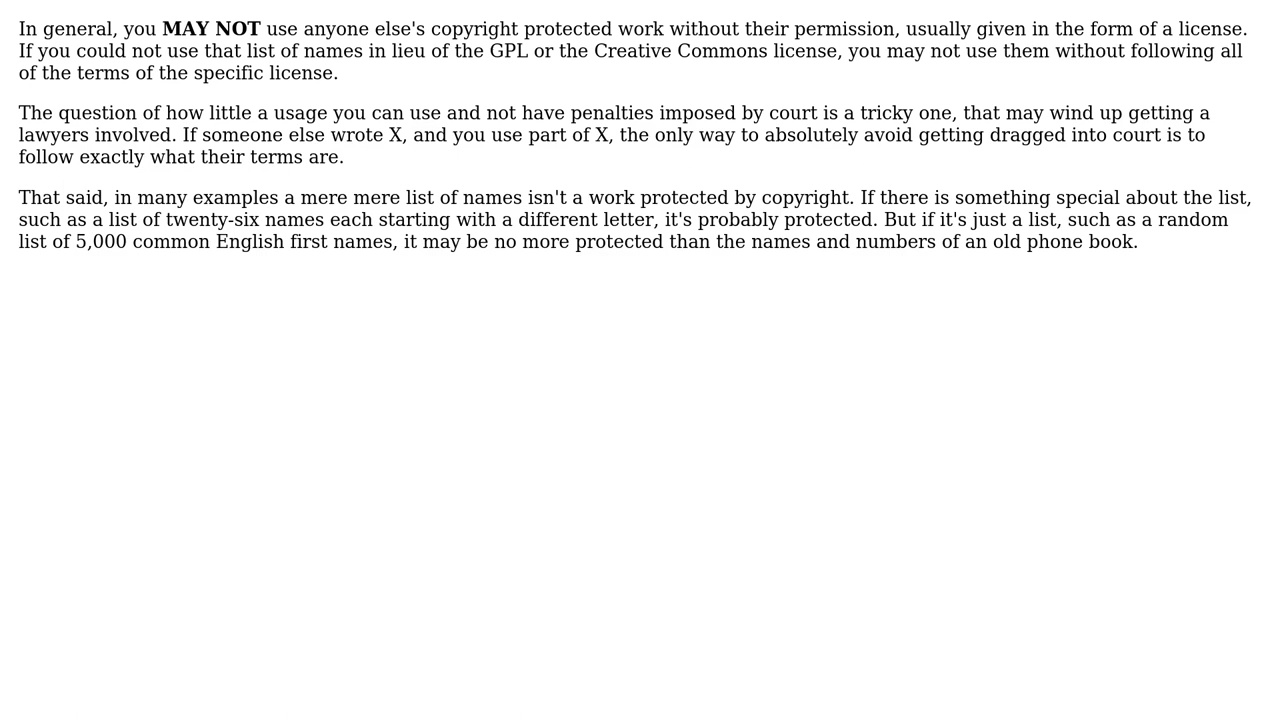 In general, you MAY NOT use anyone else's copyright protected work without their permission, usually given in the form of a license.
If you could not use that list of names in lieu of the GPL or the Creative Commons license, you may not use them without following all
of the terms of the specific license.
The question of how little a usage you can use and not have penalties imposed by court is a tricky one, that may wind up getting a
lawyers involved. If someone else wrote X, and you use part of X, the only way to absolutely avoid getting dragged into court is to
follow exactly what their terms are.
That said, in many examples a mere mere list of names isn't a work protected by copyright. If there is something special about the list,
such as a list of twenty-six names each starting with a different letter, it's probably protected. But if it's just a list, such as a random
list of 5,000 common English first names, it may be no more protected than the names and numbers of an old phone book.